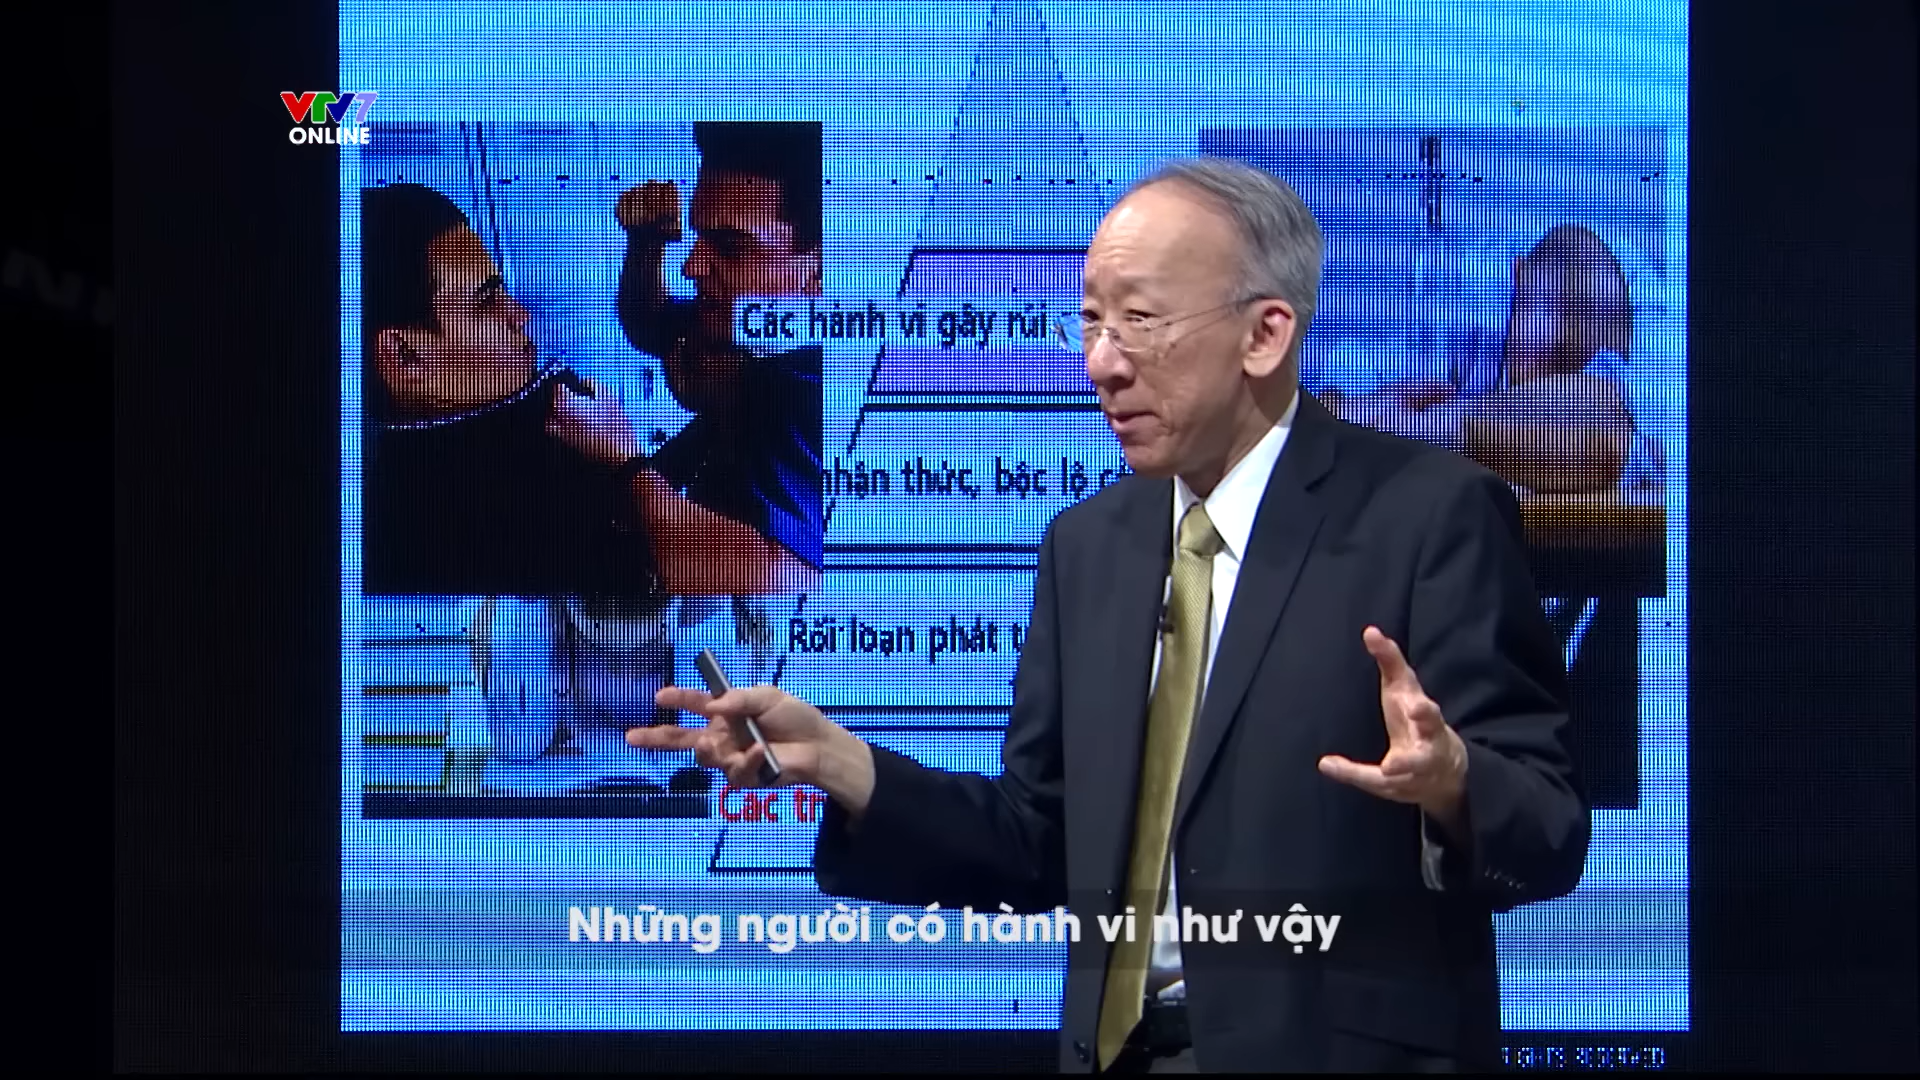 VTV7
ONLINE
Các hành vi gây rủi
nhận thức, bộc lộ
Rối loạn phát
Các
Những người có hành vi như vậy